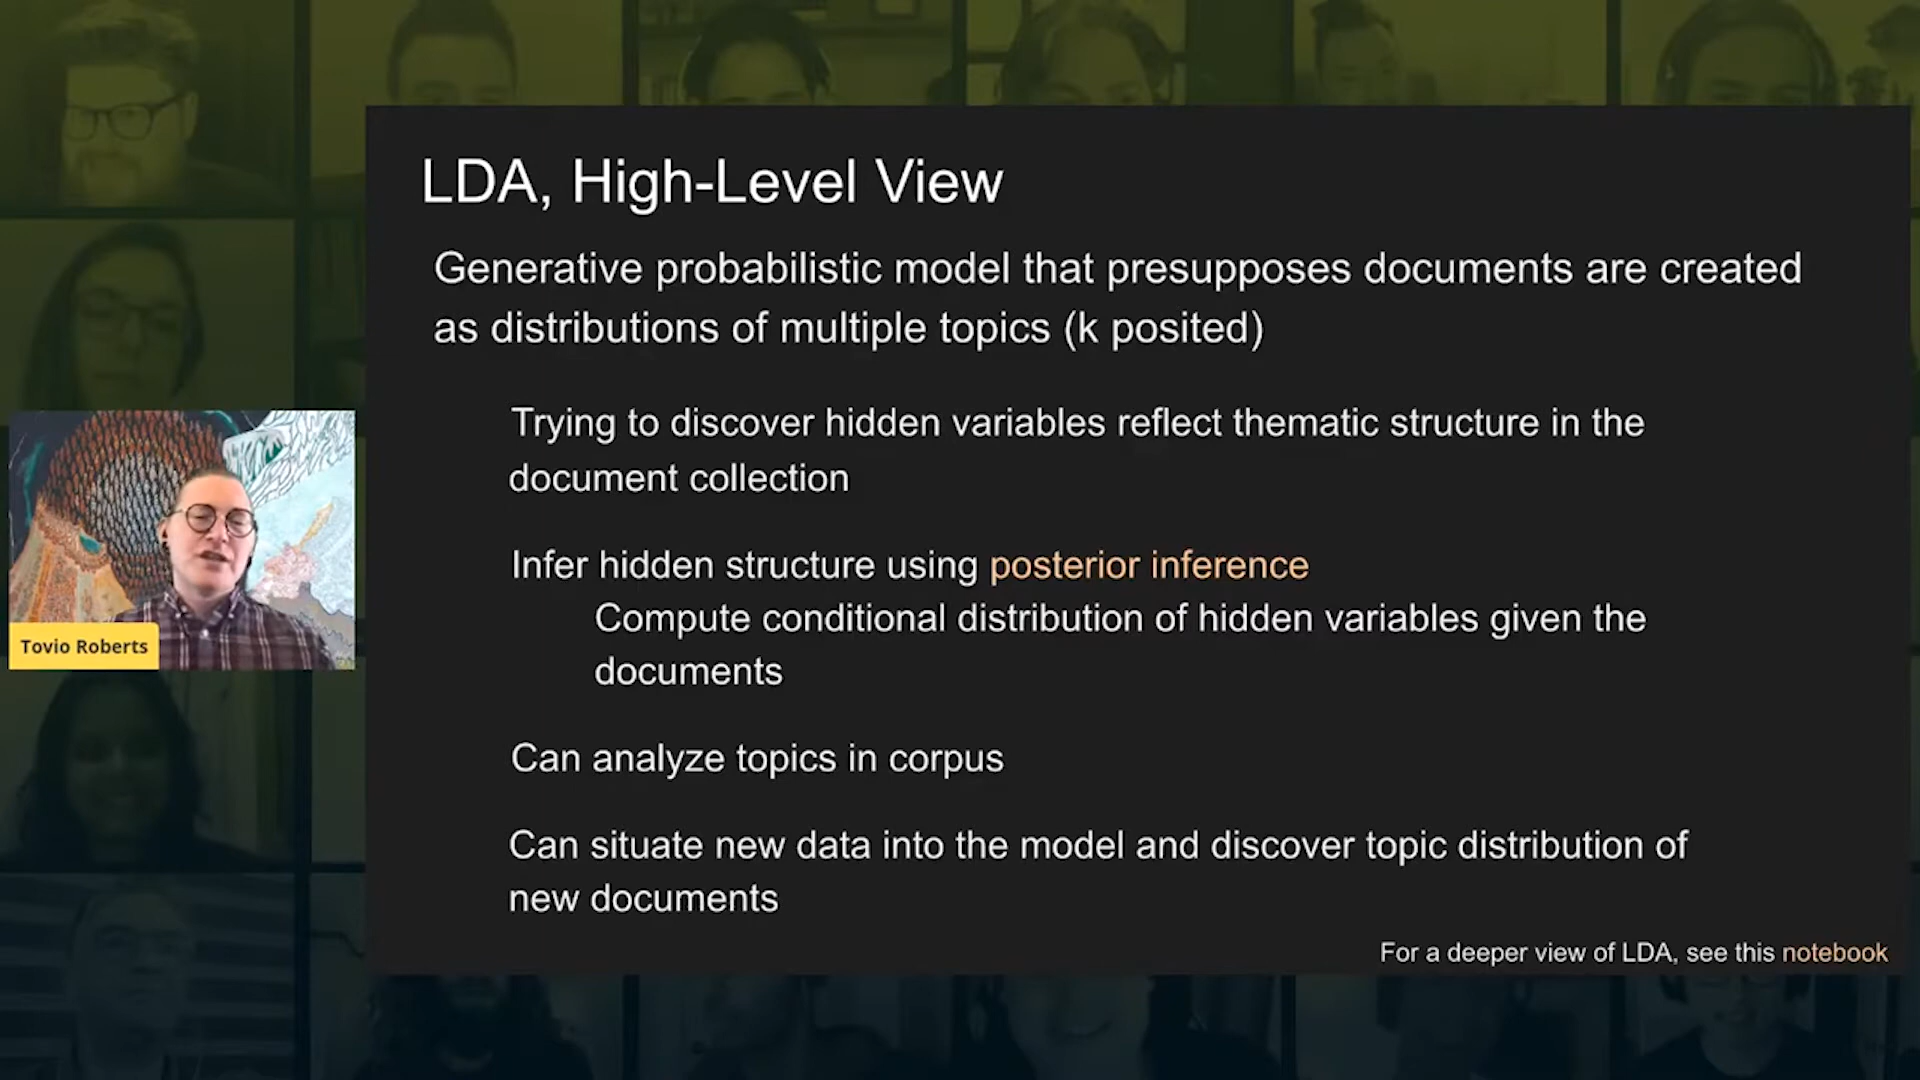 LDA, High-Level View
Generative probabilistic model that presupposes documents are created
as distributions of multiple topics (k posited)
Trying to discover hidden variables reflect thematic structure in the
document collection
Infer hidden structure using posterior inference
Compute conditional distribution of hidden variables given the
documents
Can analyze topics in corpus
Can situate new data into the model and discover topic distribution of
new documents
For a deeper view of LDA, see this notebook
Tovio Roberts